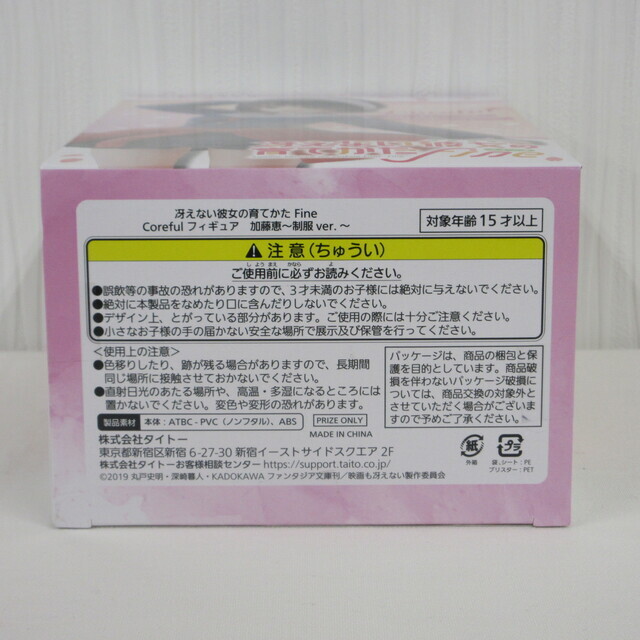 冴えない彼女の育てかた Fine
Coreful フィギュア 加藤恵〜制服 ver. 〜
対象年齢 15 才以上
注意(ちゅうい)
ご使用前に必ずお読みください。
●誤飲等の事故の恐れがありますので、3才未満のお子様には絶対に与えないでください。
●絶対に本製品をなめたり口に含んだりしないでください。
●デザイン上、とがっている部分があります。ご使用の際には十分ご注意ください。
●小さなお子様の手の届かない安全な場所で展示及び保管を行ってください。
<使用上の注意>
●色移りしたり、跡が残る場合がありますので、長期間
同じ場所に接触させておかないでください。
●直射日光のあたる場所や、高温・多湿になるところには
置かないでください。変色や変形の恐れがあります。
パッケージは、商品の梱包と保
護を目的としています。商品破
損を伴わないパッケージ破損に
ついては、商品交換の対象外と
させていただく場合がございま
すので予めご了承ください。
製品素材 本体:ATBC-PVC(ノンフタル)、ABS
PRIZE ONLY
MADE IN CHINA
株式会社タイトー
東京都新宿区新宿 6-27-30 新宿イーストサイドスクエア 2F
株式会社タイトーお客様相談センター https://support.taito.co.jp/
©2019 丸戸史明・深崎暮人・KADOKAWA ファンタジア文庫刊/映画も冴えない製作委員会
紙
外箱
プラ
袋、シート:PE
ブリスター:PET